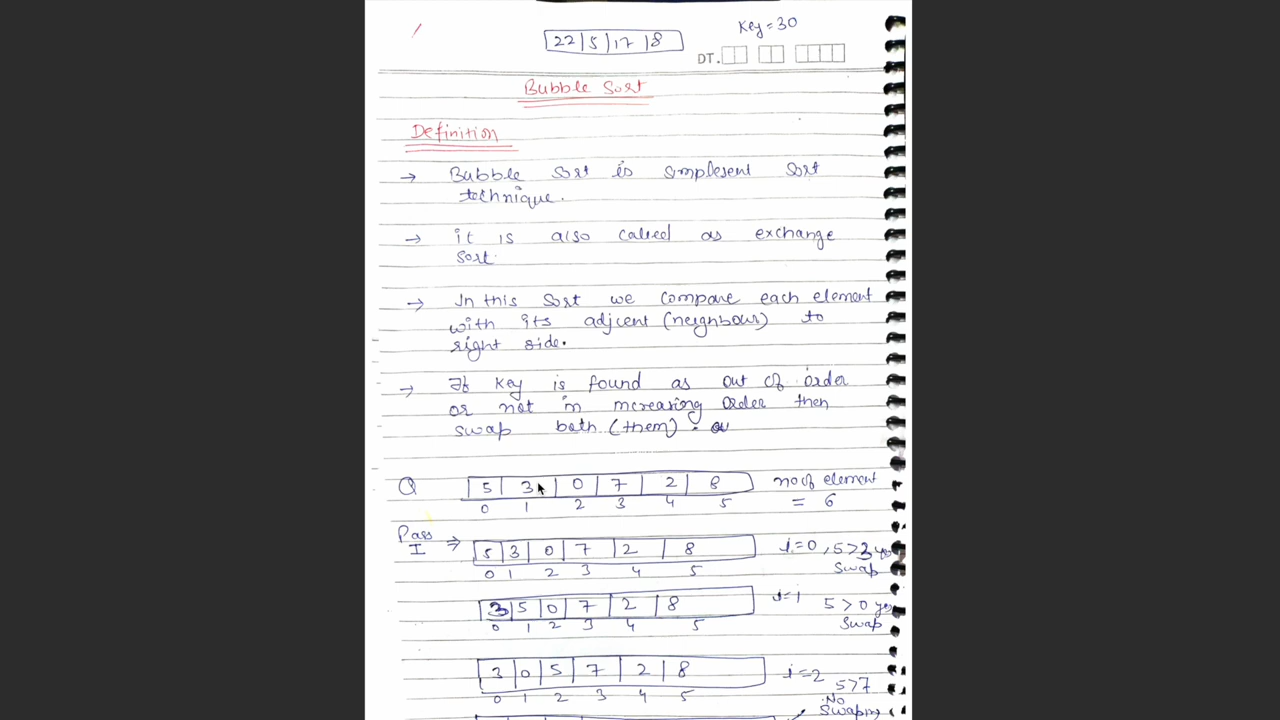 Key = 30
22 | 5 | 17 | 8
DT.
Bubble Sort
Definition
→ Bubble sort is simplesent sort
technique.
→ it is also called as exchange
sort.
→ In this sort we compare each element
with its adjcent (neighbour) to
right side.
→ If key is found as out of order
or not in increasing order then
swap both (them).
Q 5 3 0 7 2 8 no of element
0 1 2 3 4 5 = 6
Pass
I ⇒ 5 3 0 7 2 8 i=0, 5>3 yes
0 1 2 3 4 5 Swap
3 5 0 7 2 8 i=1 5>0 yes
0 1 2 3 4 5 Swap
3 0 5 7 2 8 i=2 5>7
0 1 2 3 4 5 No
Swaping